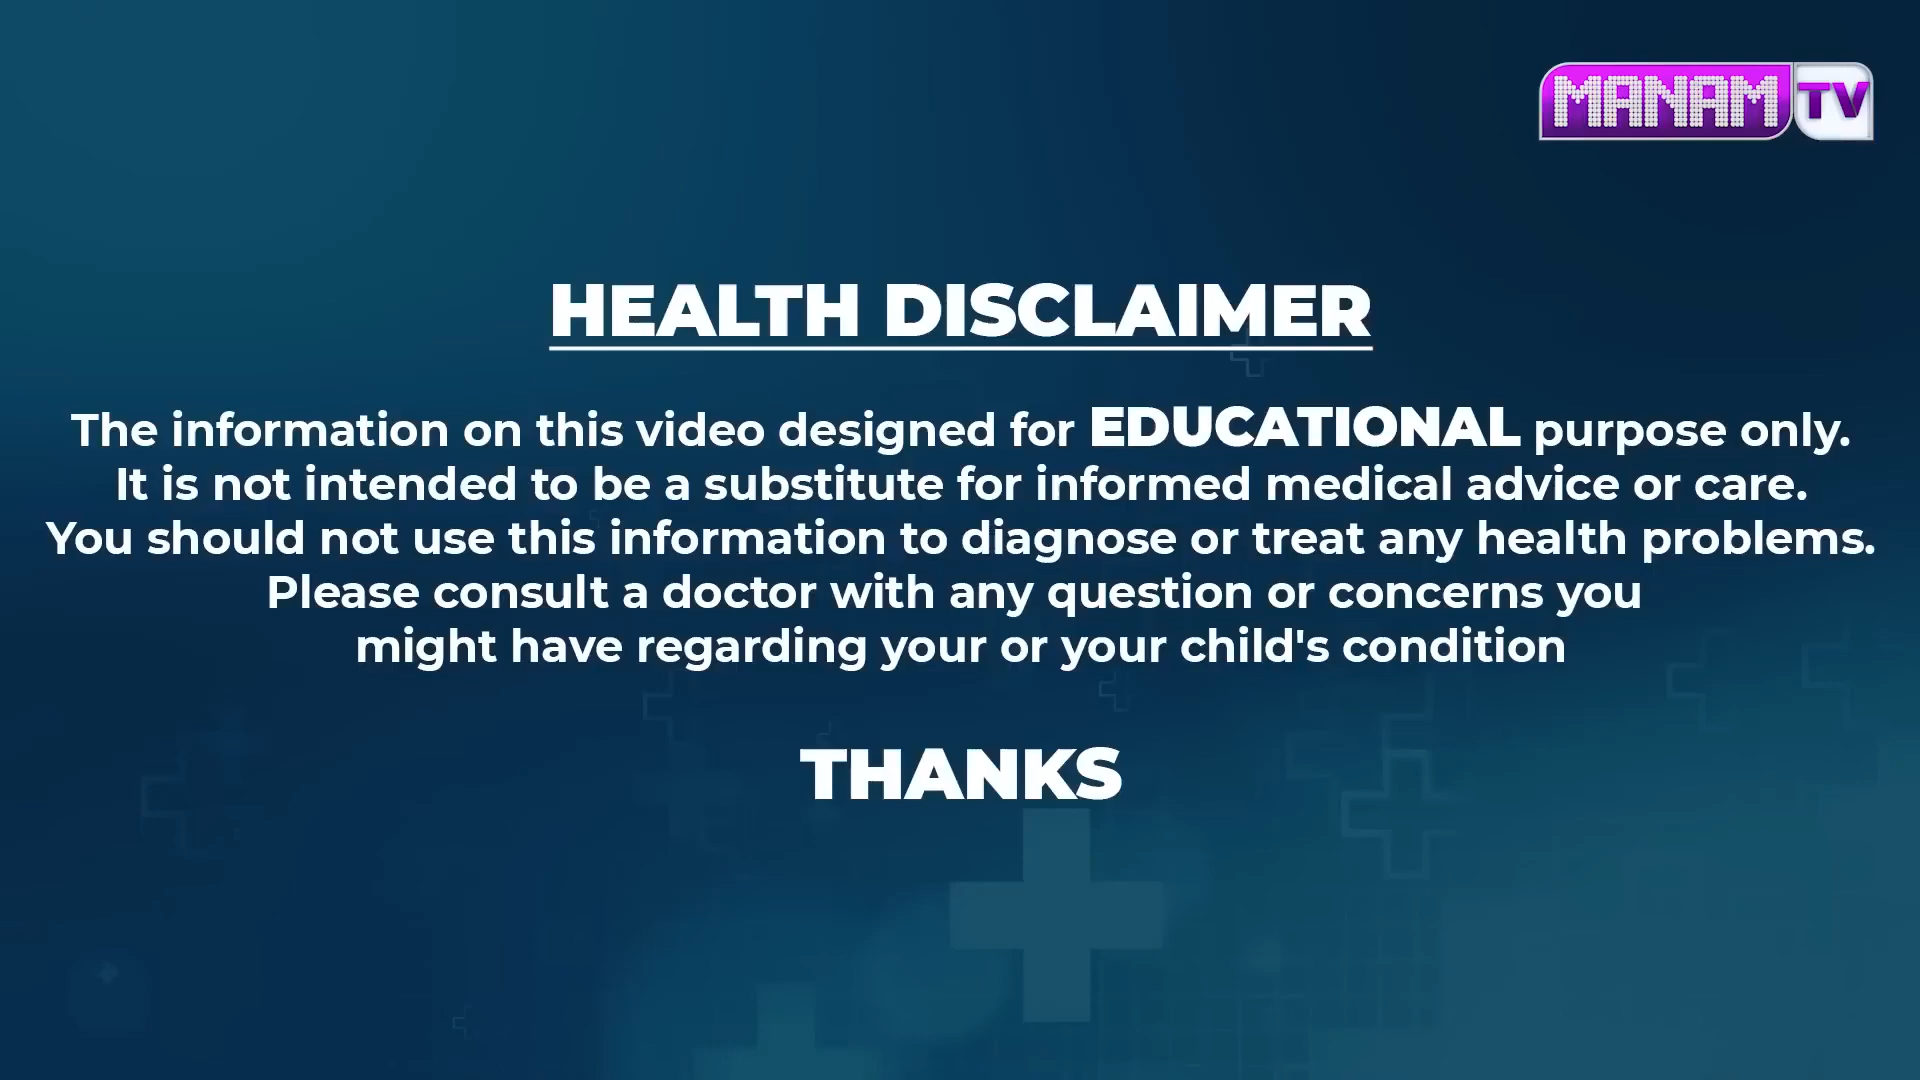 MANAM TV
HEALTH DISCLAIMER
The information on this video designed for EDUCATIONAL purpose only.
It is not intended to be a substitute for informed medical advice or care.
You should not use this information to diagnose or treat any health problems.
Please consult a doctor with any question or concerns you
might have regarding your or your child's condition
THANKS